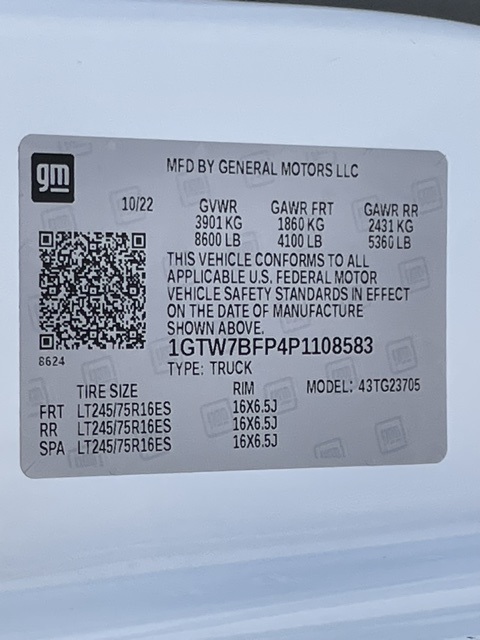 gm
MFD BY GENERAL MOTORS LLC
10/22 GVWR GAWR FRT GAWR RR
3901 KG 1860 KG 2431 KG
8600 LB 4100 LB 5360 LB
THIS VEHICLE CONFORMS TO ALL
APPLICABLE U.S. FEDERAL MOTOR
VEHICLE SAFETY STANDARDS IN EFFECT
ON THE DATE OF MANUFACTURE
SHOWN ABOVE.
8624
1GTW7BFP4P1108583
TYPE: TRUCK
TIRE SIZE RIM MODEL: 43TG23705
FRT LT245/75R16ES 16X6.5J
RR LT245/75R16ES 16X6.5J
SPA LT245/75R16ES 16X6.5J